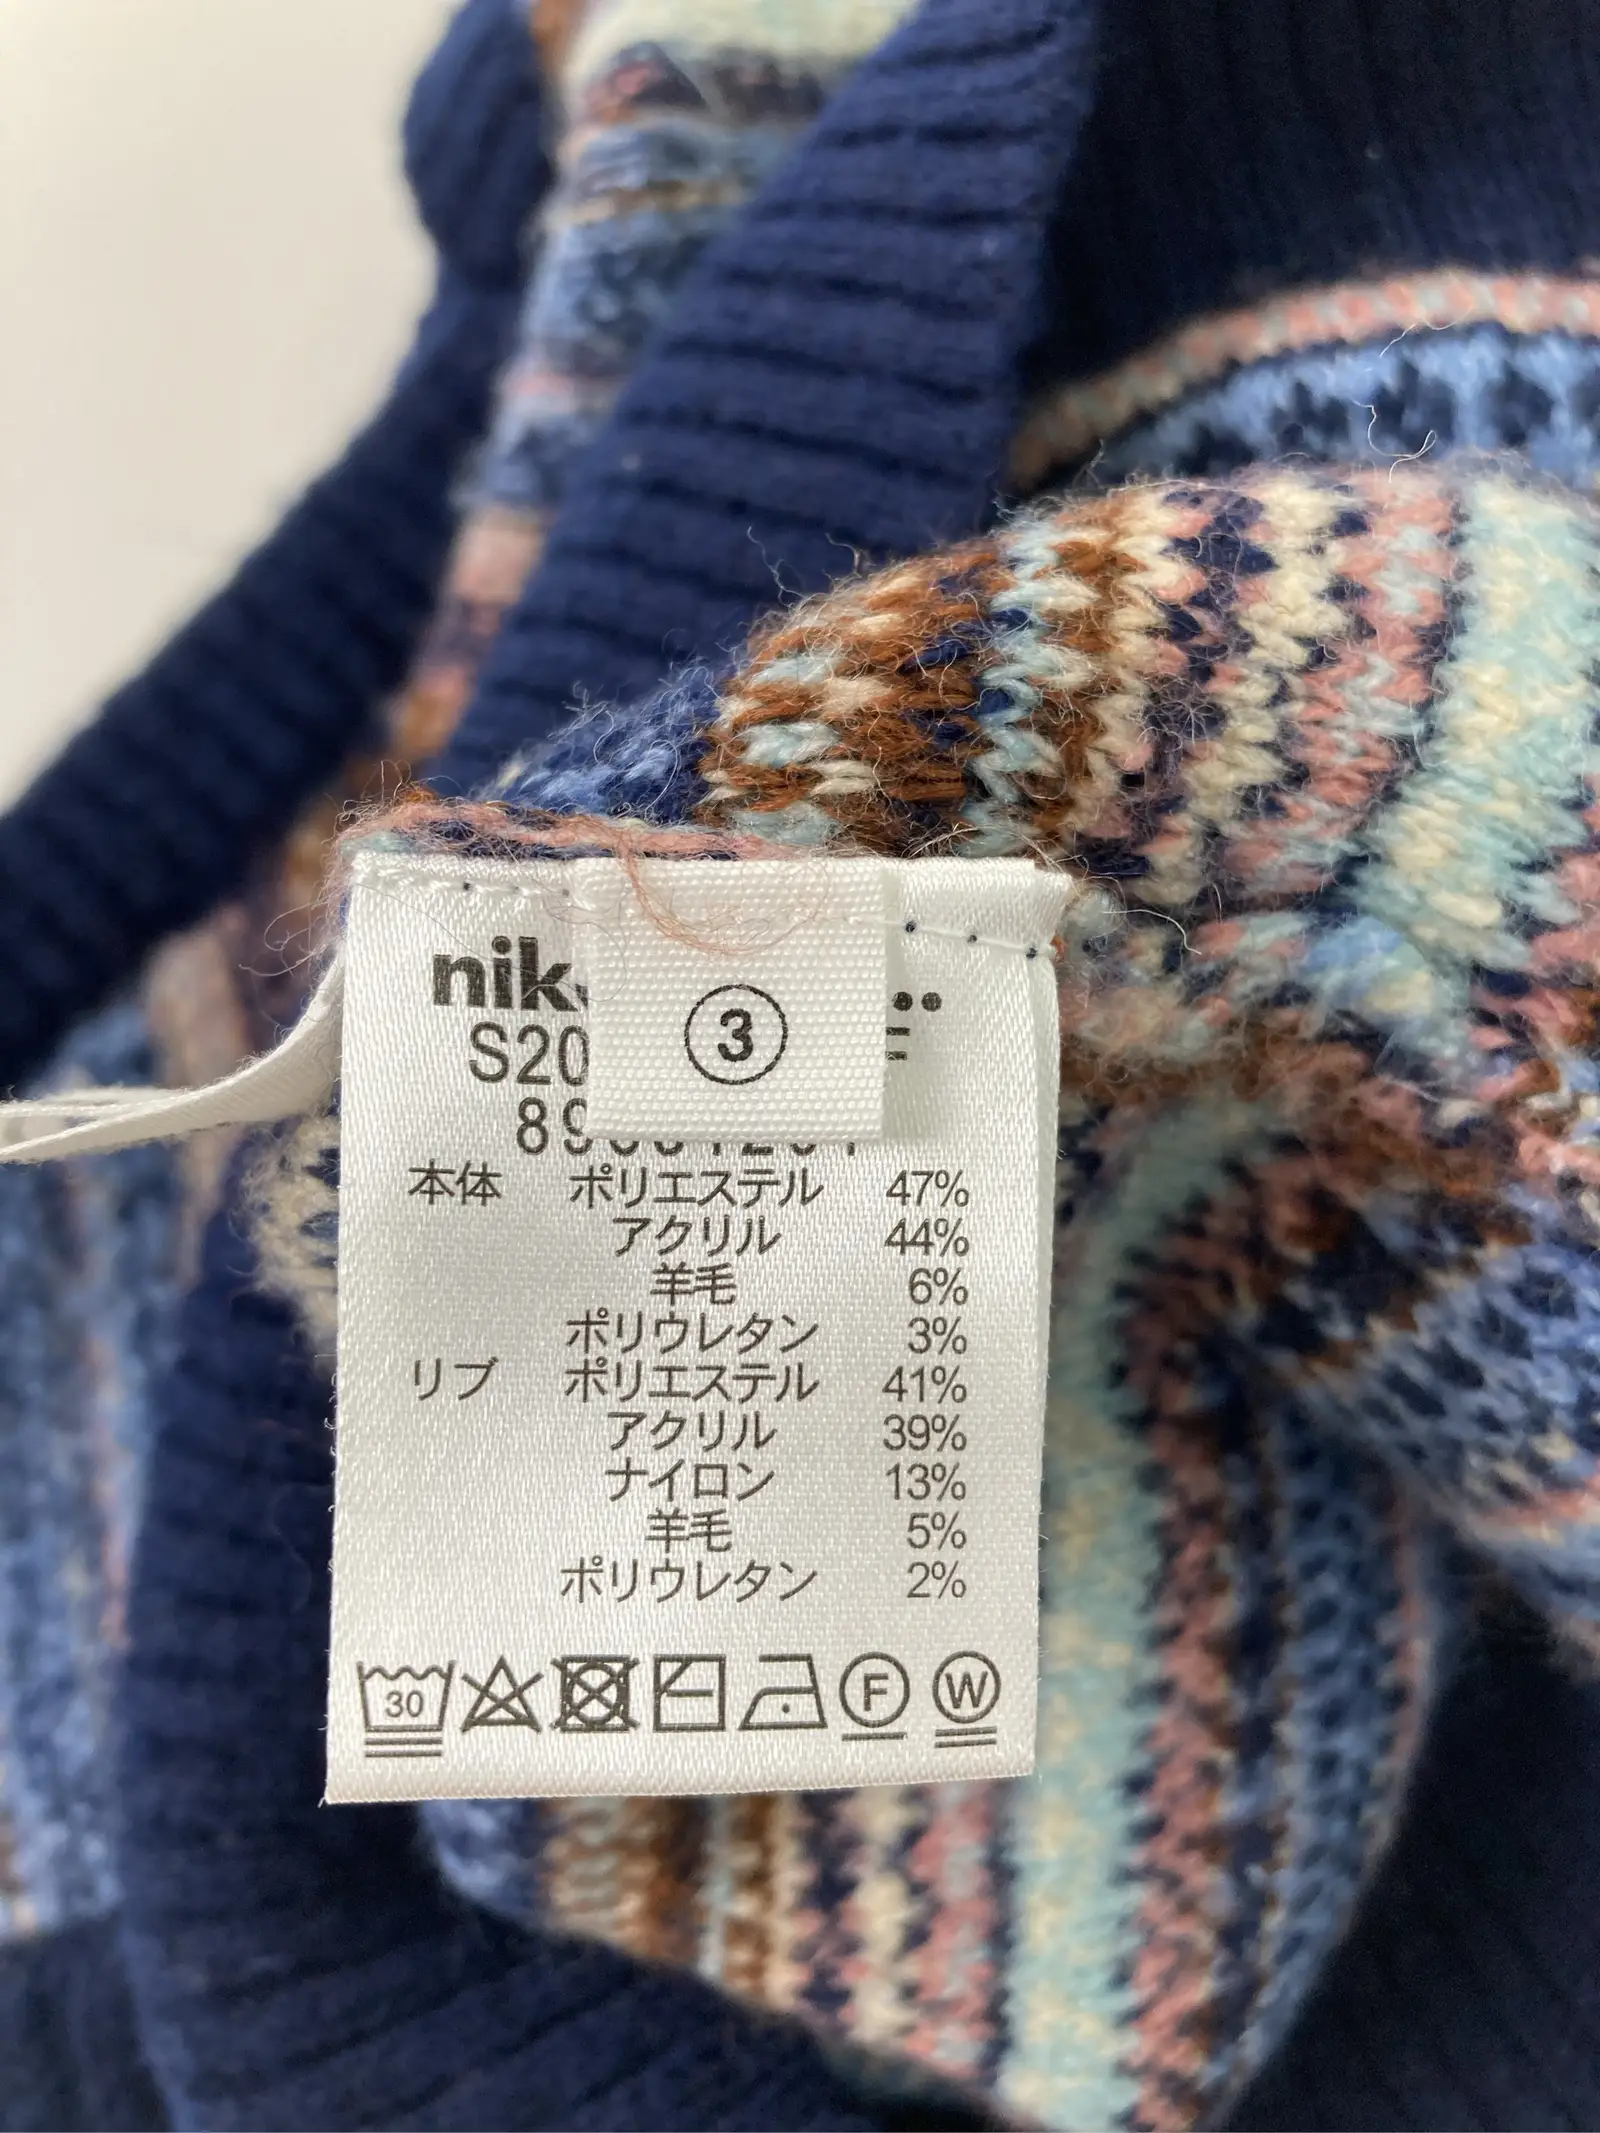 ③
本体 ポリエステル 47%
アクリル 44%
羊毛 6%
ポリウレタン 3%
リブ ポリエステル 41%
アクリル 39%
ナイロン 13%
羊毛 5%
ポリウレタン 2%
30 F W